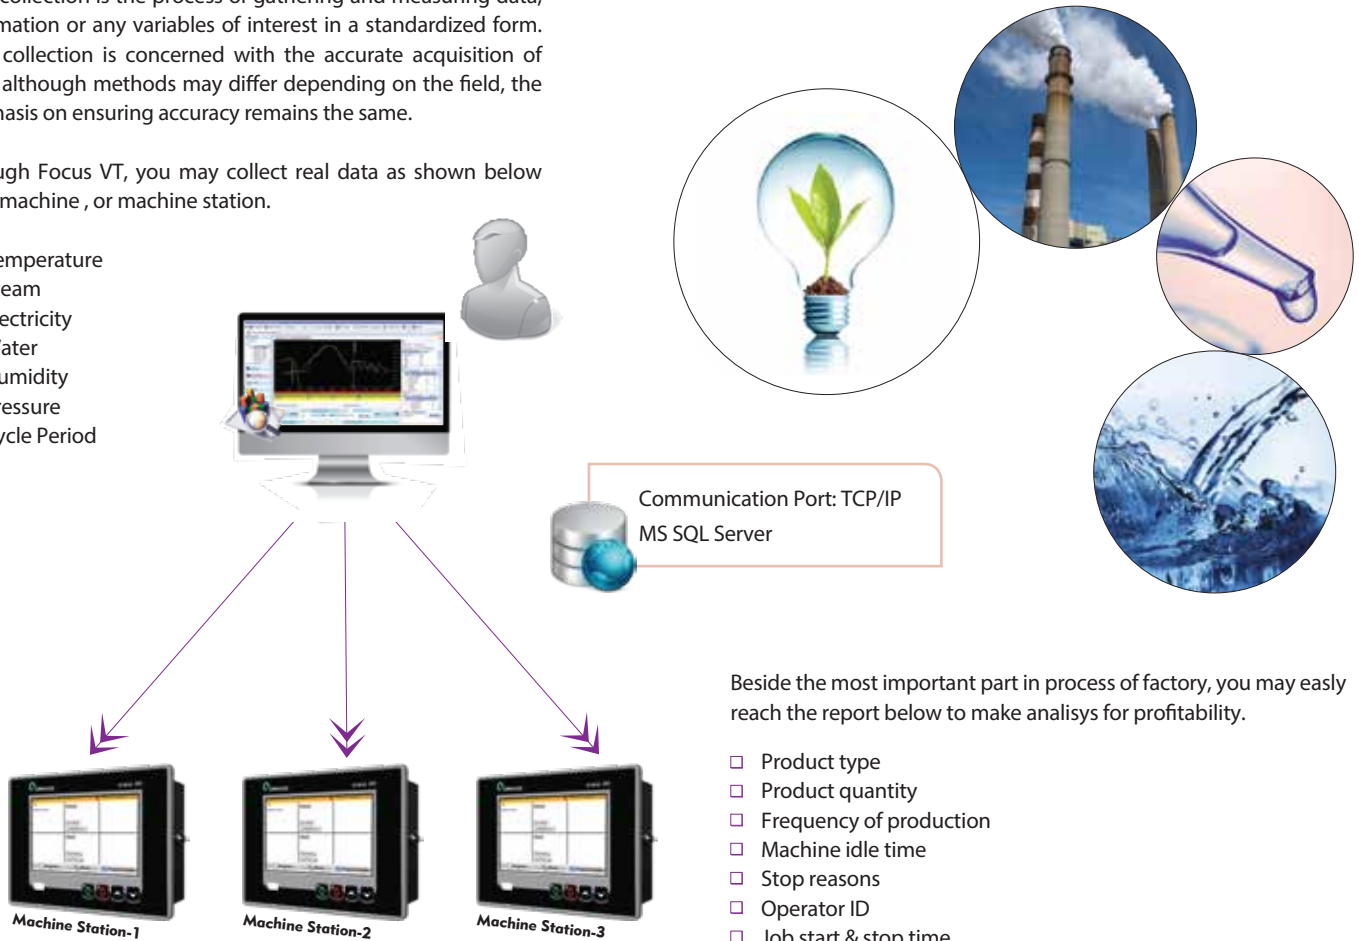 collection is the process of gathering and measuring data,
mation or any variables of interest in a standardized form.
collection is concerned with the accurate acquisition of
although methods may differ depending on the field, the
hasis on ensuring accuracy remains the same.
ugh Focus VT, you may collect real data as shown below
machine , or machine station.
emperature
eam
ectricity
ater
umidity
ressure
ycle Period
Communication Port: TCP/IP
MS SQL Server
Machine Station-1
Machine Station-2
Machine Station-3
Beside the most important part in process of factory, you may easly
reach the report below to make analisys for profitability.
Product type
Product quantity
Frequency of production
Machine idle time
Stop reasons
Operator ID
Job start & stop time